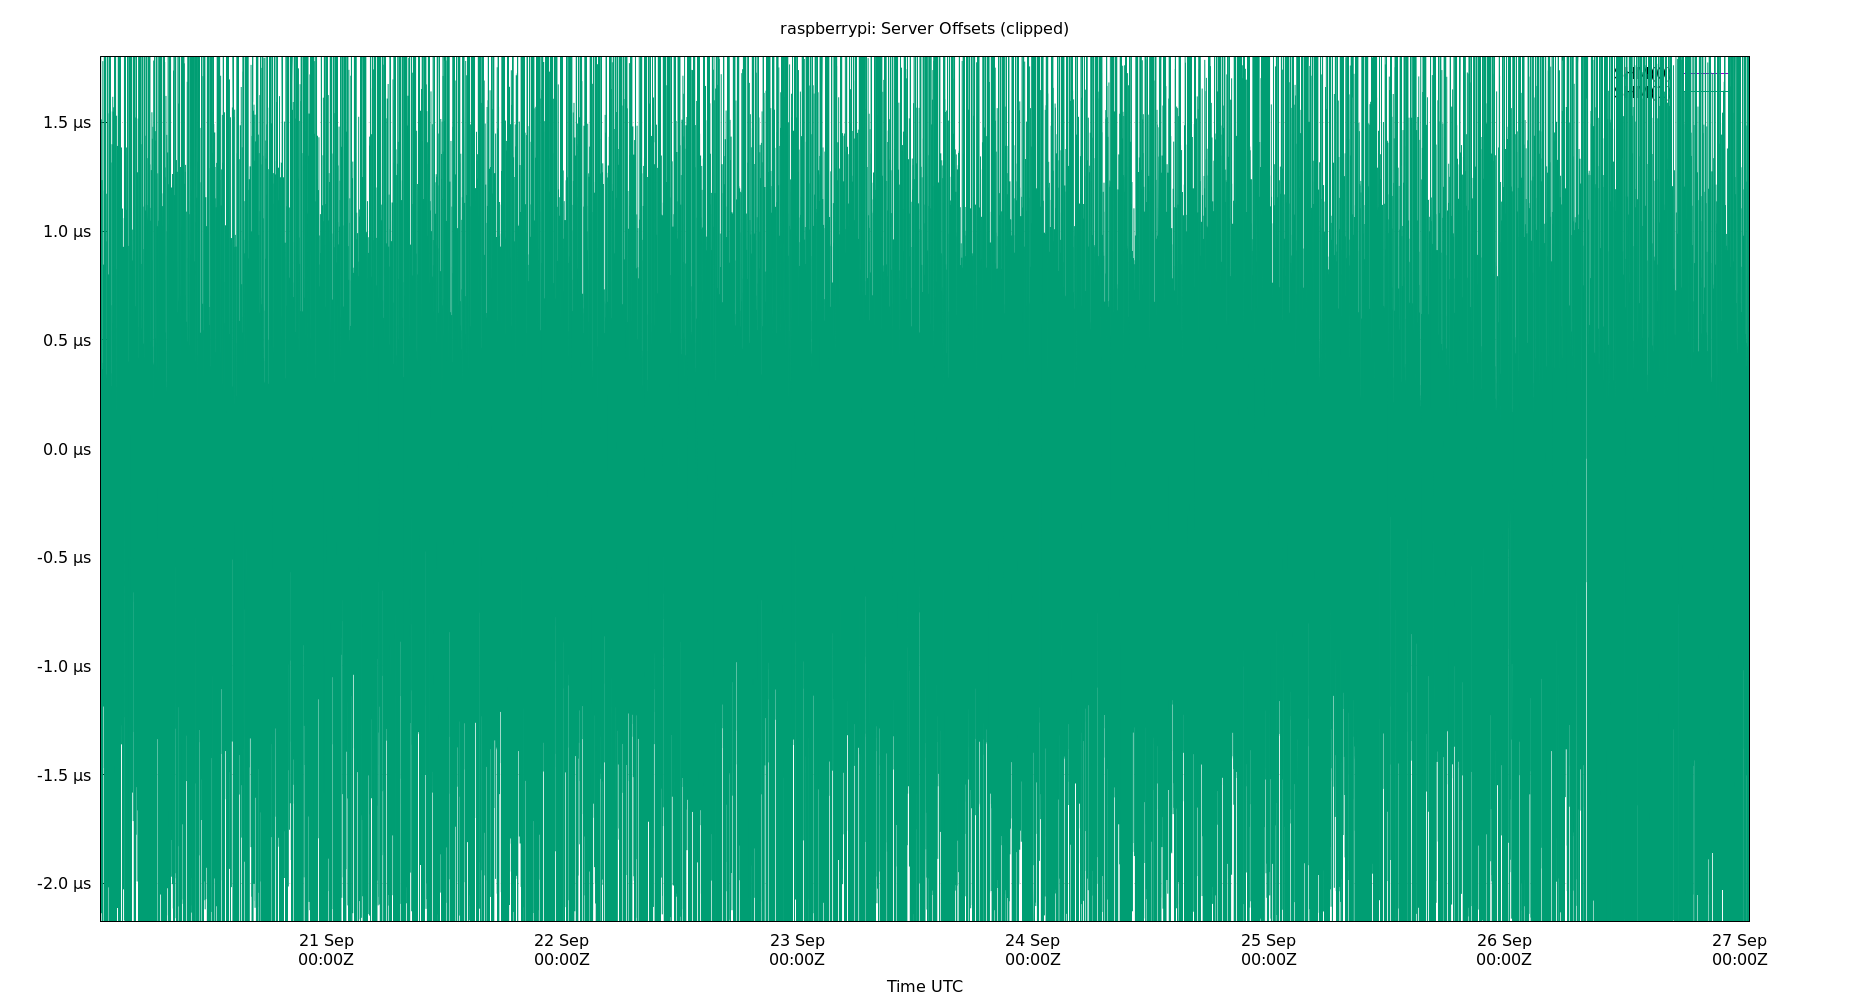 raspberrypi: Server Offsets (clipped)
1.5 µs
1.0 µs
0.5 µs
0.0 µs
-0.5 µs
-1.0 µs
-1.5 µs
-2.0 µs
21 Sep
00:00Z
22 Sep
00:00Z
23 Sep
00:00Z
24 Sep
00:00Z
25 Sep
00:00Z
26 Sep
00:00Z
27 Sep
00:00Z
Time UTC